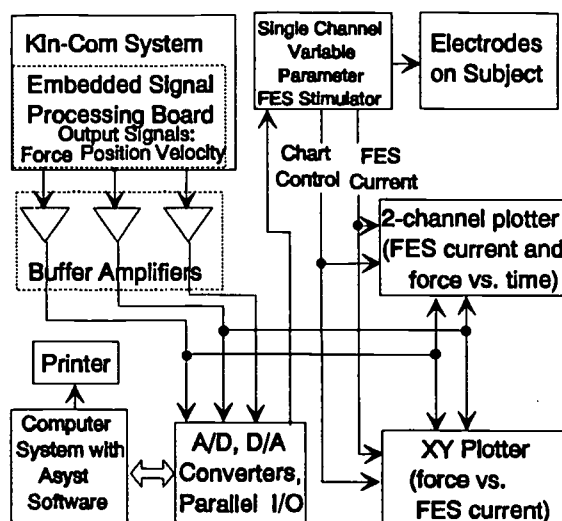 Kin-Com System
Embedded Signal
Processing Board
Output Signals:
Force Position Velocity
Buffer Amplifiers
Single Channel
Variable
Parameter
FES Stimulator
Electrodes
on Subject
Chart
Control
FES
Current
2-channel plotter
(FES current and
force vs. time)
Printer
Computer
System with
Asyst
Software
A/D, D/A
Converters,
Parallel I/O
XY Plotter
(force vs.
FES current)